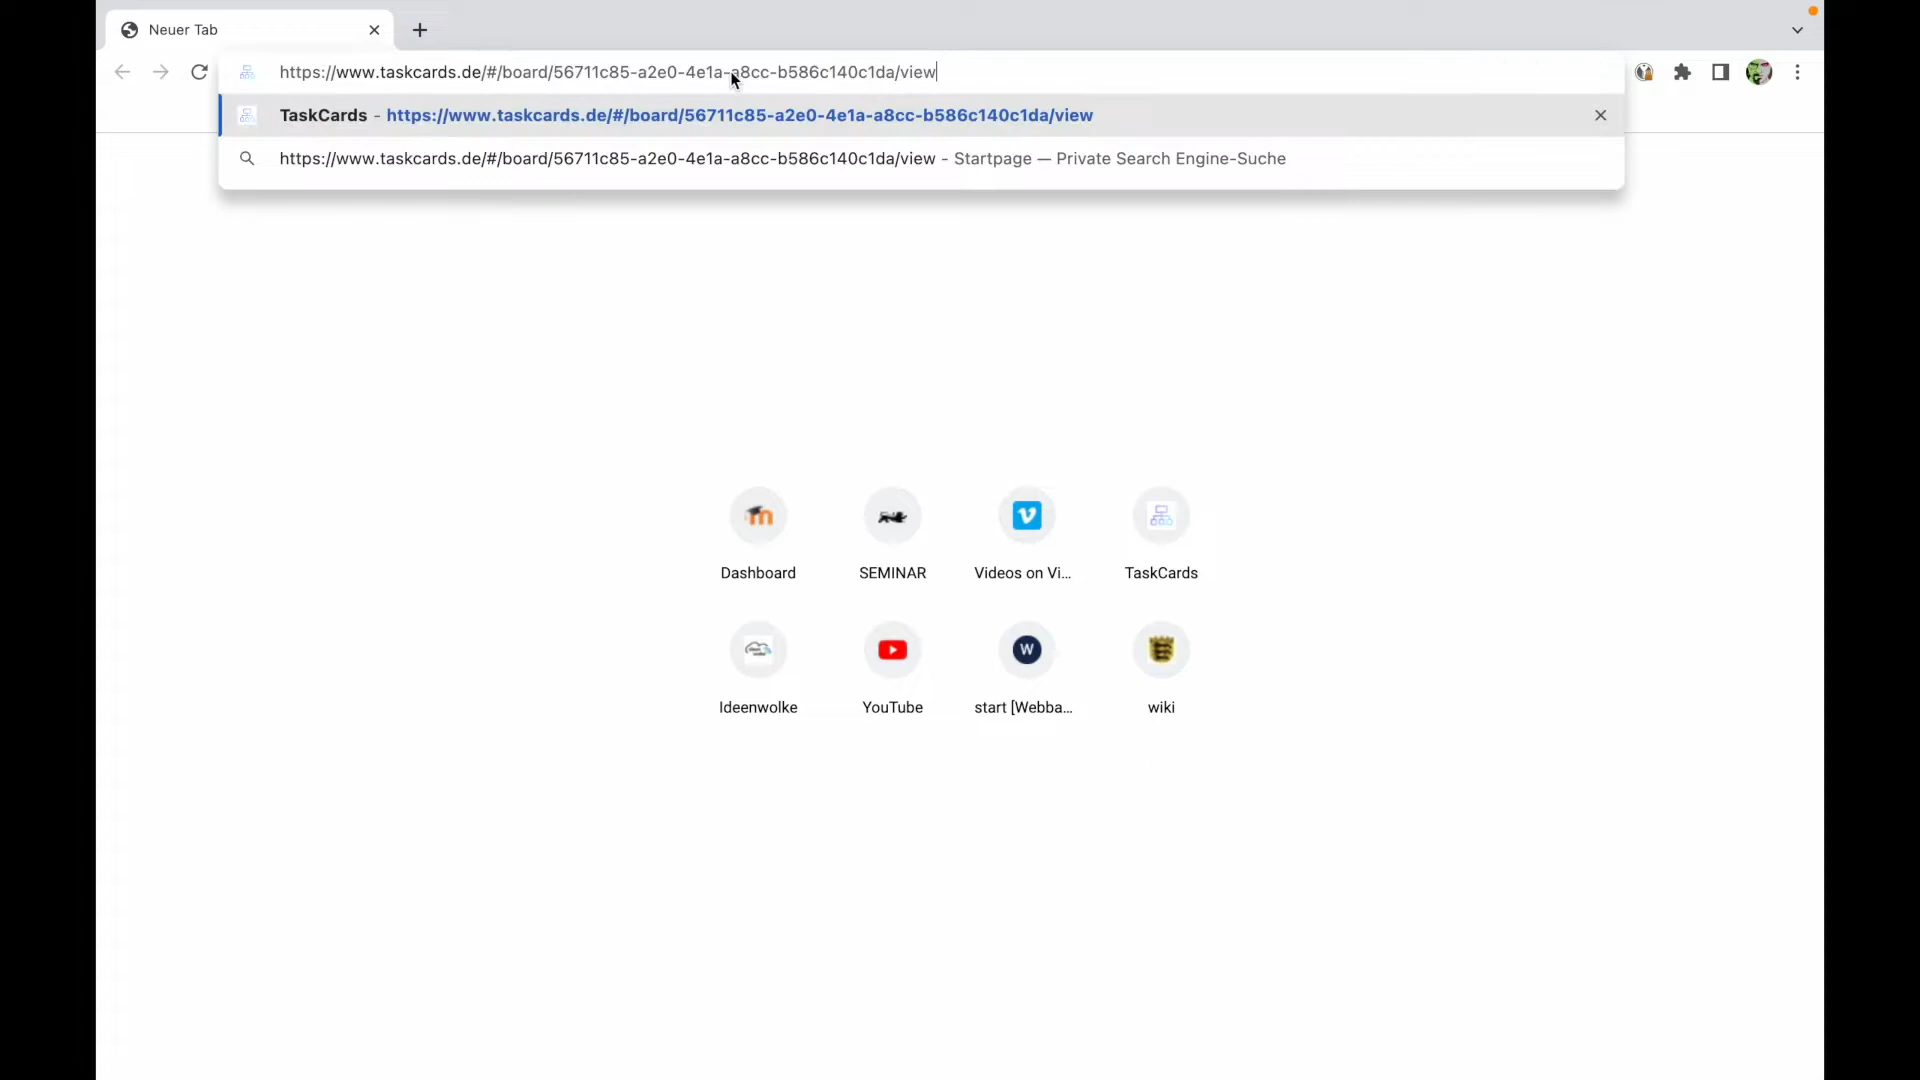 Neuer Tab
https://www.taskcards.de/#/board/56711c85-a2e0-4e1a-a8cc-b586c140c1da/view
TaskCards - https://www.taskcards.de/#/board/56711c85-a2e0-4e1a-a8cc-b586c140c1da/view
https://www.taskcards.de/#/board/56711c85-a2e0-4e1a-a8cc-b586c140c1da/view - Startpage — Private Search Engine-Suche
Dashboard SEMINAR Videos on Vi... TaskCards
W
Ideenwolke YouTube start [Webba... wiki